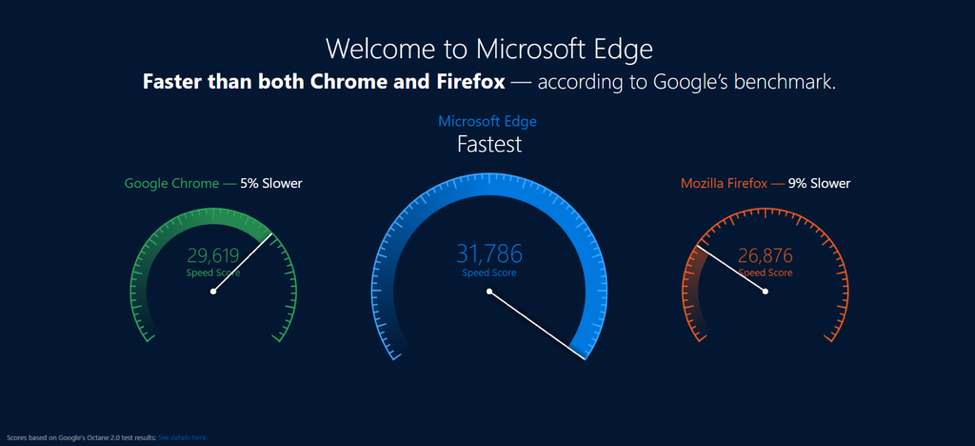 Welcome to Microsoft Edge
Faster than both Chrome and Firefox — according to Google's benchmark.
Microsoft Edge
Fastest
Google Chrome — 5% Slower
Mozilla Firefox — 9% Slower
29,619
Speed Score
31,786
Speed Score
26,876
Speed Score
Scores based on Google's Octane 2.0 test results: See details here.